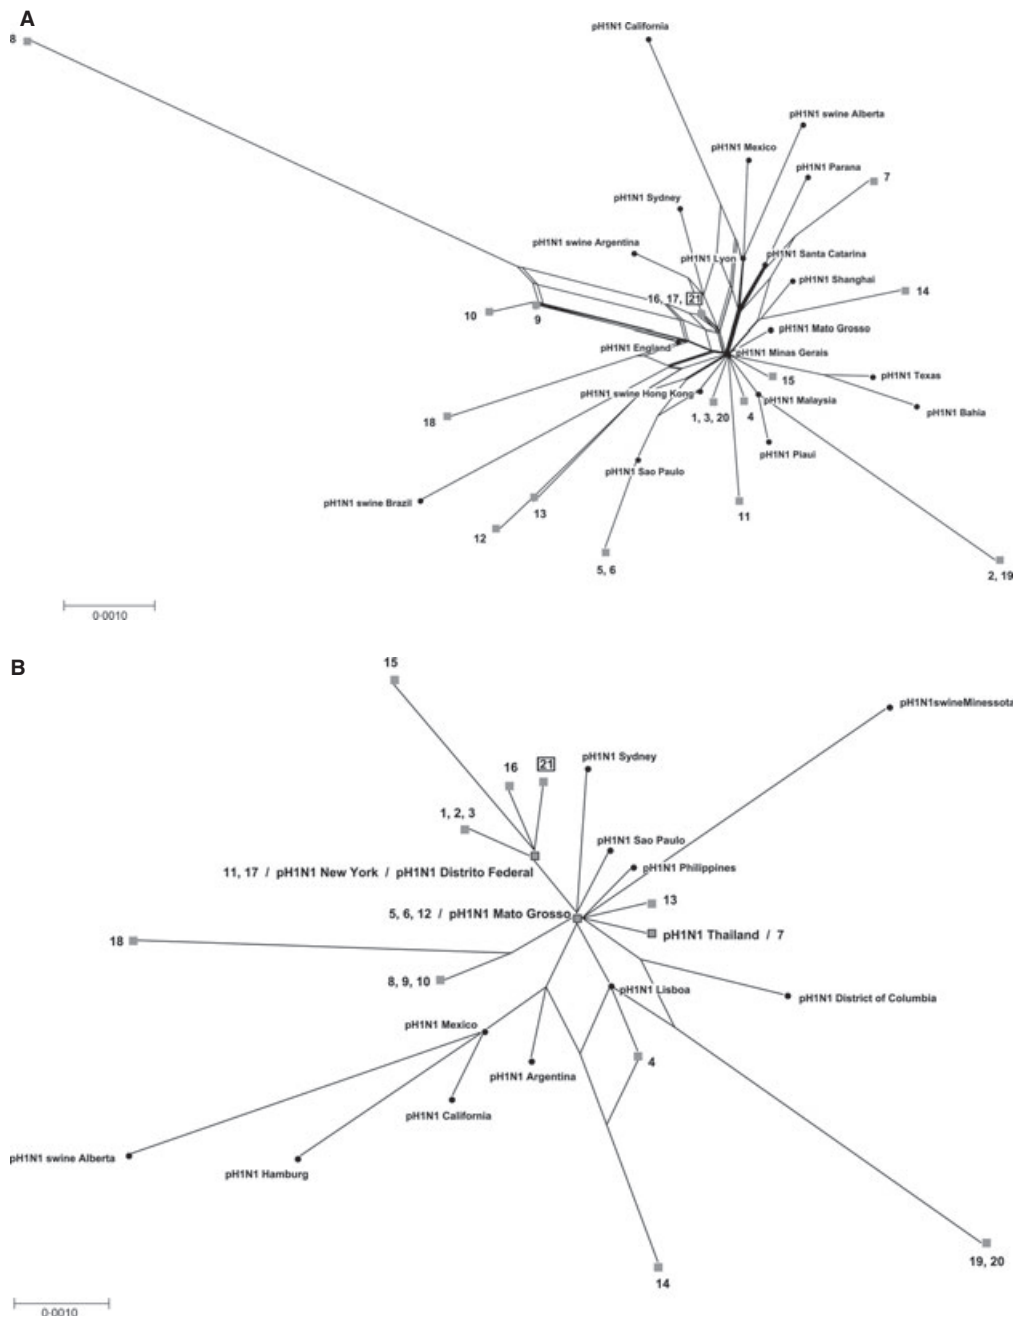 A
8
pH1N1 California
pH1N1 swine Alberta
pH1N1 Mexico
pH1N1 Parana
7
pH1N1 Sydney
pH1N1 swine Argentina
pH1N1 Lyon
pH1N1 Santa Catarina
pH1N1 Shanghai
14
16, 17, 21
10
9
pH1N1 Mato Grosso
pH1N1 England
pH1N1 Minas Gerais
15
pH1N1 Texas
pH1N1 swine Hong Kong
pH1N1 Malaysia
pH1N1 Bahia
18
1, 3, 20
4
pH1N1 Piaui
pH1N1 Sao Paulo
pH1N1 swine Brazil
13
11
12
5, 6
2, 19
0·0010
B
15
pH1N1swineMinessota
pH1N1 Sydney
16
21
1, 2, 3
pH1N1 Sao Paulo
pH1N1 Philippines
11, 17 / pH1N1 New York / pH1N1 Distrito Federal
13
5, 6, 12 / pH1N1 Mato Grosso
pH1N1 Thailand / 7
18
8, 9, 10
pH1N1 Lisboa
pH1N1 District of Columbia
pH1N1 Mexico
4
pH1N1 Argentina
pH1N1 California
pH1N1 swine Alberta
pH1N1 Hamburg
19, 20
14
0·0010